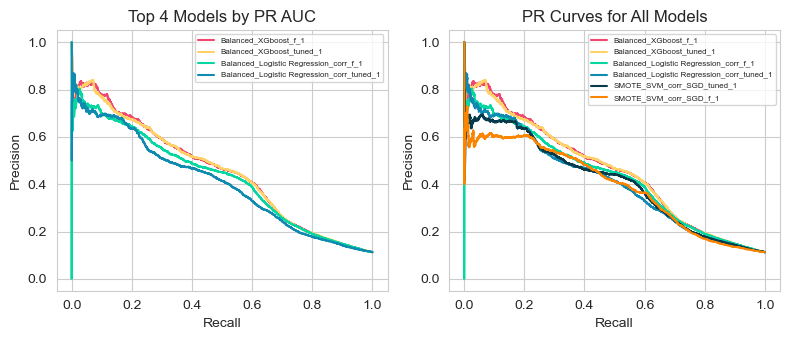 Top 4 Models by PR AUC
Balanced_XGboost_f_1
Balanced_XGboost_tuned_1
Balanced_Logistic Regression_corr_f_1
Balanced_Logistic Regression_corr_tuned_1
1.0
0.8
0.6
0.4
0.2
0.0
Precision
0.0 0.2 0.4 0.6 0.8 1.0
Recall
PR Curves for All Models
Balanced_XGboost_f_1
Balanced_XGboost_tuned_1
Balanced_Logistic Regression_corr_f_1
Balanced_Logistic Regression_corr_tuned_1
SMOTE_SVM_corr_SGD_tuned_1
SMOTE_SVM_corr_SGD_f_1
1.0
0.8
0.6
0.4
0.2
0.0
Precision
0.0 0.2 0.4 0.6 0.8 1.0
Recall